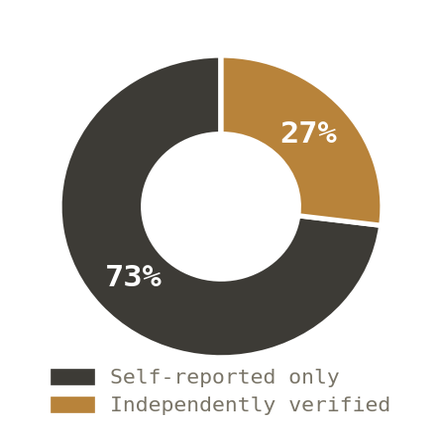 27%
73%
Self-reported only
Independently verified